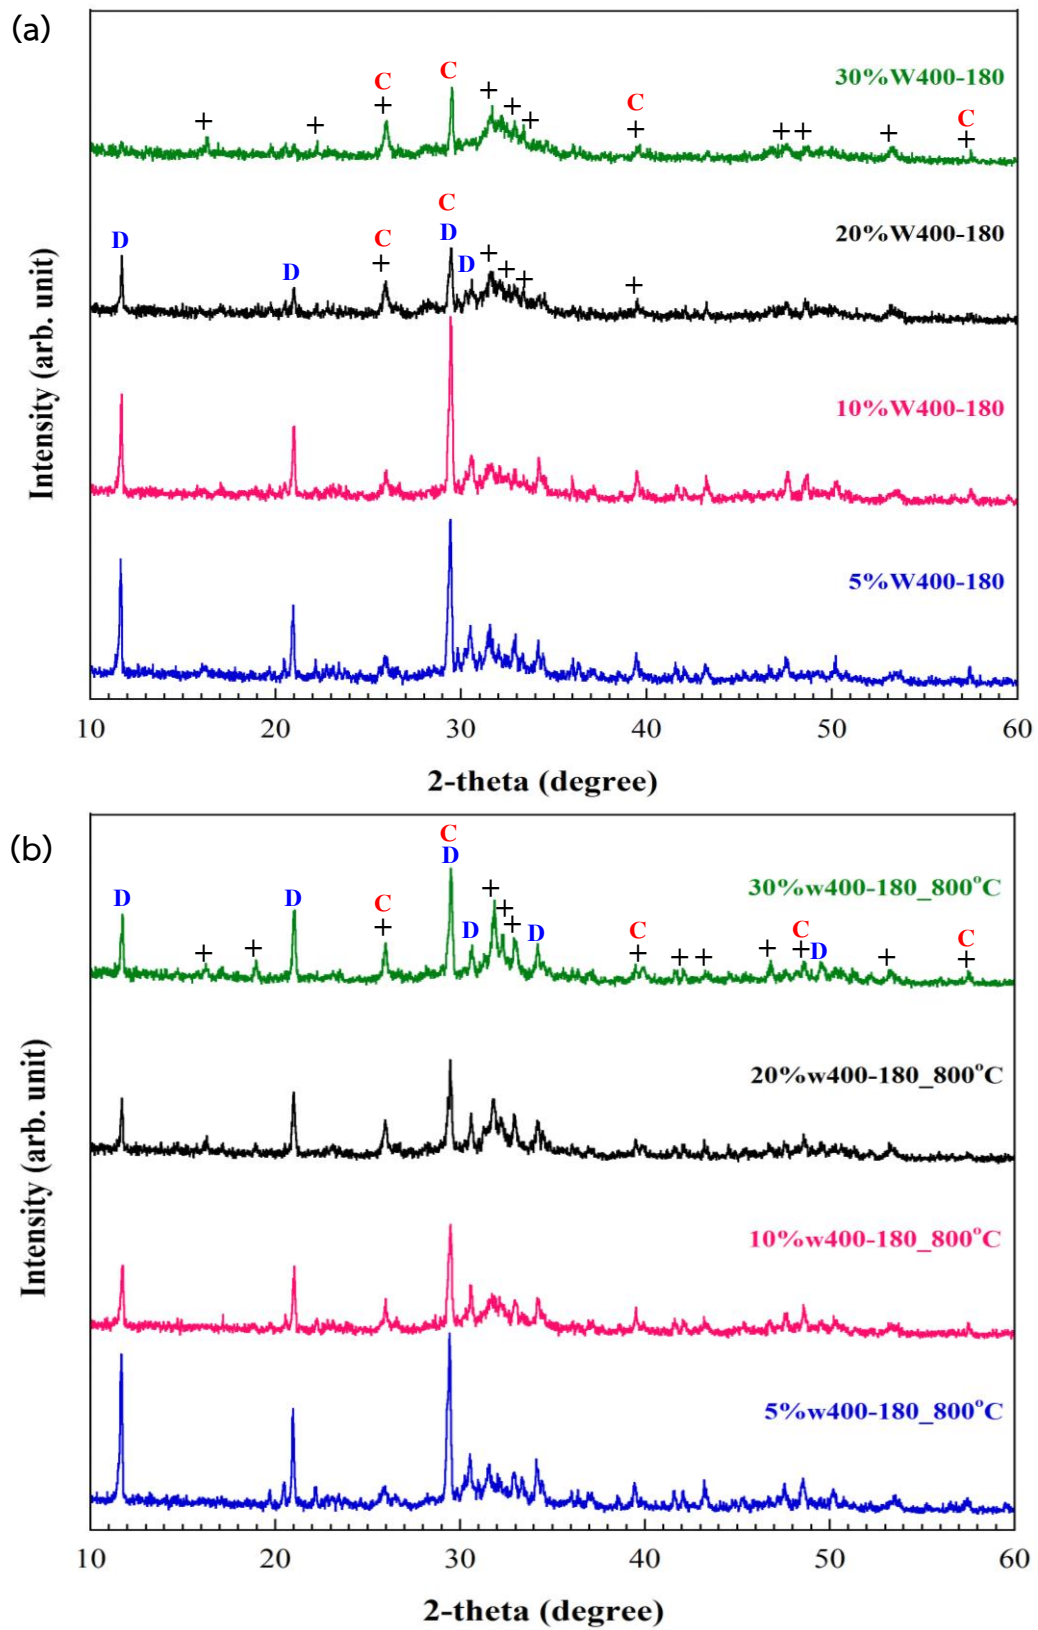 (a)
30%W400-180
C C
+ + + + + + C + + + + C +
20%W400-180
C
D D C + D D + + + +
10%W400-180
5%W400-180
Intensity (arb. unit)
10 20 30 40 50 60
2-theta (degree)
(b)
C
D
30%w400-180_800°C
D D C + + + + D D
+ + C + + + + C + D + C +
20%w400-180_800°C
10%w400-180_800°C
5%w400-180_800°C
Intensity (arb. unit)
10 20 30 40 50 60
2-theta (degree)